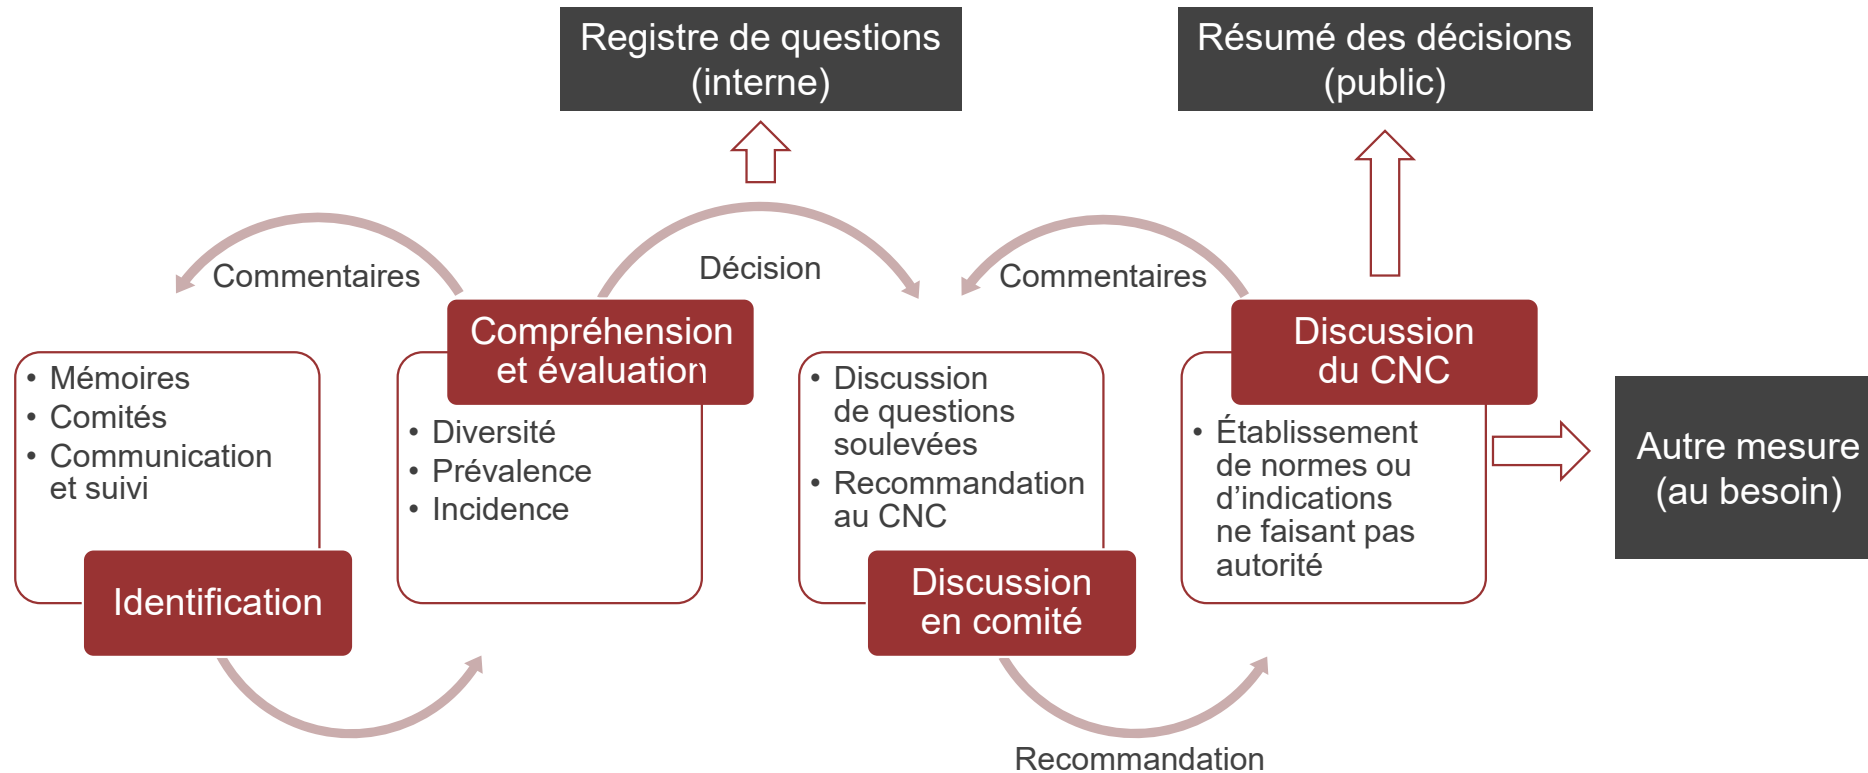 Registre de questions
(interne)
Résumé des décisions
(public)
Commentaires
Décision
Commentaires
• Mémoires
• Comités
• Communication
et suivi
Identification
Compréhension
et évaluation
• Diversité
• Prévalence
• Incidence
• Discussion
de questions
soulevées
• Recommandation
au CNC
Discussion
en comité
Recommandation
Discussion
du CNC
• Établissement
de normes ou
d’indications
ne faisant pas
autorité
Autre mesure
(au besoin)